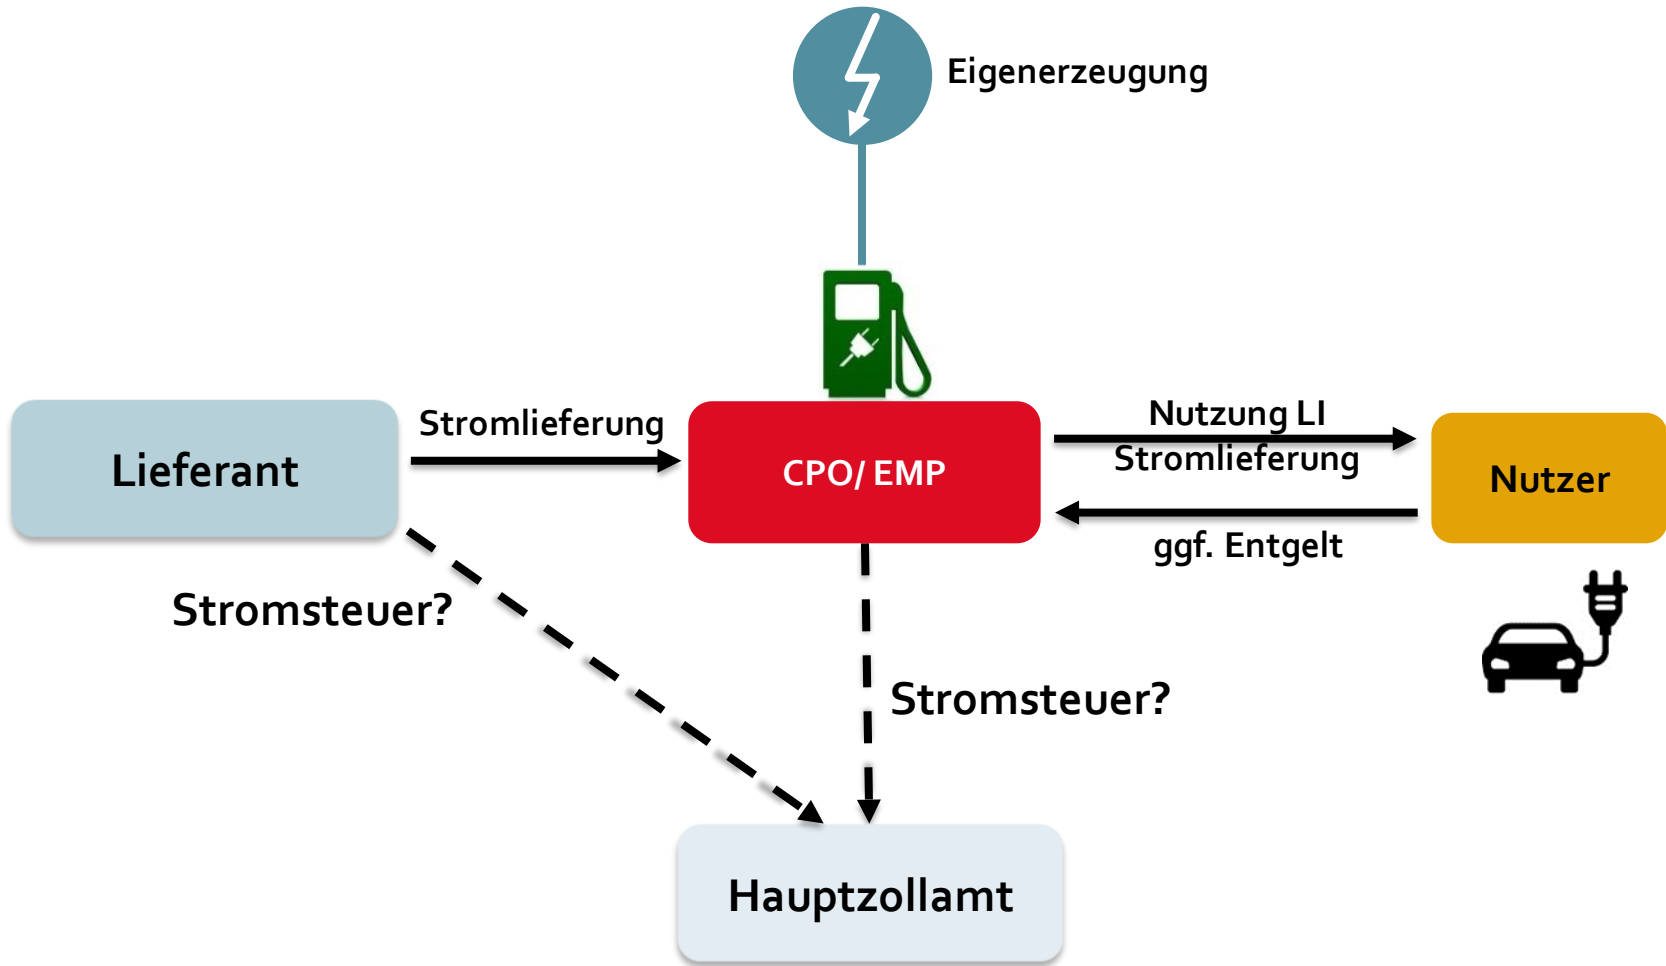 Eigenerzeugung
Stromlieferung
Nutzung LI
Stromlieferung
Lieferant
CPO/ EMP
Nutzer
ggf. Entgelt
Stromsteuer?
Stromsteuer?
Hauptzollamt